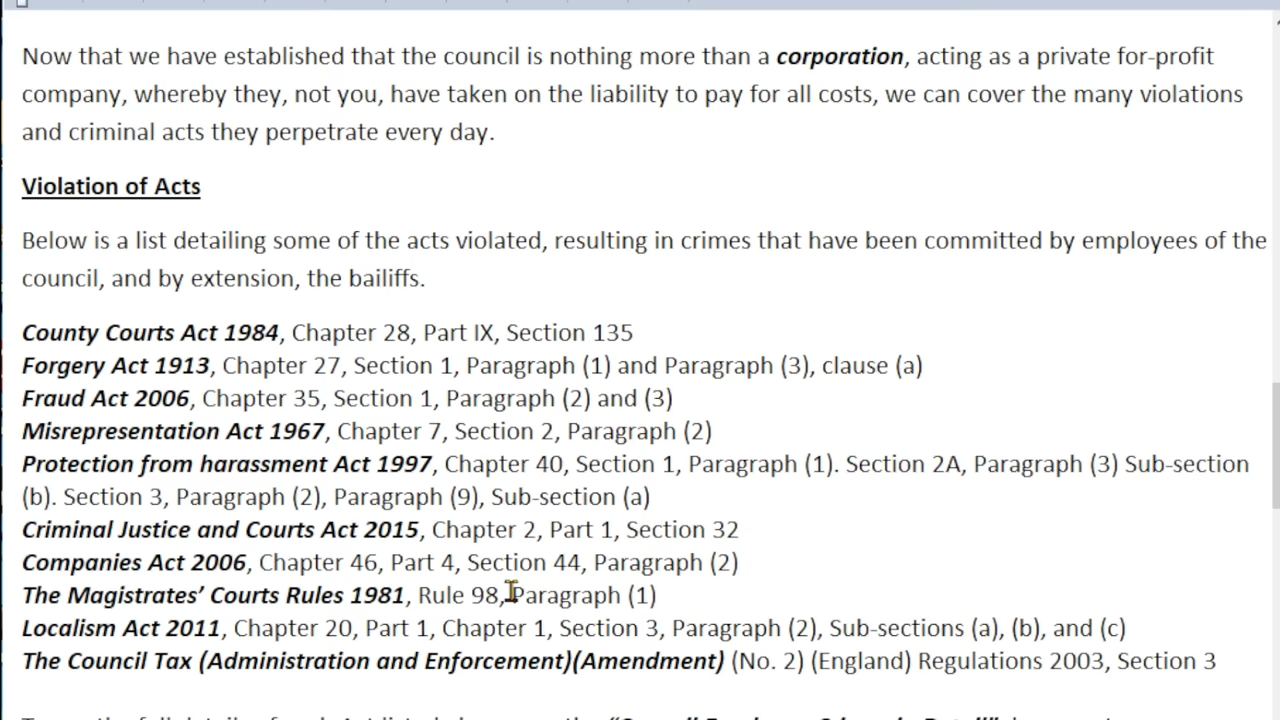 Now that we have established that the council is nothing more than a corporation, acting as a private for-profit
company, whereby they, not you, have taken on the liability to pay for all costs, we can cover the many violations
and criminal acts they perpetrate every day.
Violation of Acts
Below is a list detailing some of the acts violated, resulting in crimes that have been committed by employees of the
council, and by extension, the bailiffs.
County Courts Act 1984, Chapter 28, Part IX, Section 135
Forgery Act 1913, Chapter 27, Section 1, Paragraph (1) and Paragraph (3), clause (a)
Fraud Act 2006, Chapter 35, Section 1, Paragraph (2) and (3)
Misrepresentation Act 1967, Chapter 7, Section 2, Paragraph (2)
Protection from harassment Act 1997, Chapter 40, Section 1, Paragraph (1). Section 2A, Paragraph (3) Sub-section
(b). Section 3, Paragraph (2), Paragraph (9), Sub-section (a)
Criminal Justice and Courts Act 2015, Chapter 2, Part 1, Section 32
Companies Act 2006, Chapter 46, Part 4, Section 44, Paragraph (2)
The Magistrates’ Courts Rules 1981, Rule 98, Paragraph (1)
Localism Act 2011, Chapter 20, Part 1, Chapter 1, Section 3, Paragraph (2), Sub-sections (a), (b), and (c)
The Council Tax (Administration and Enforcement)(Amendment) (No. 2) (England) Regulations 2003, Section 3